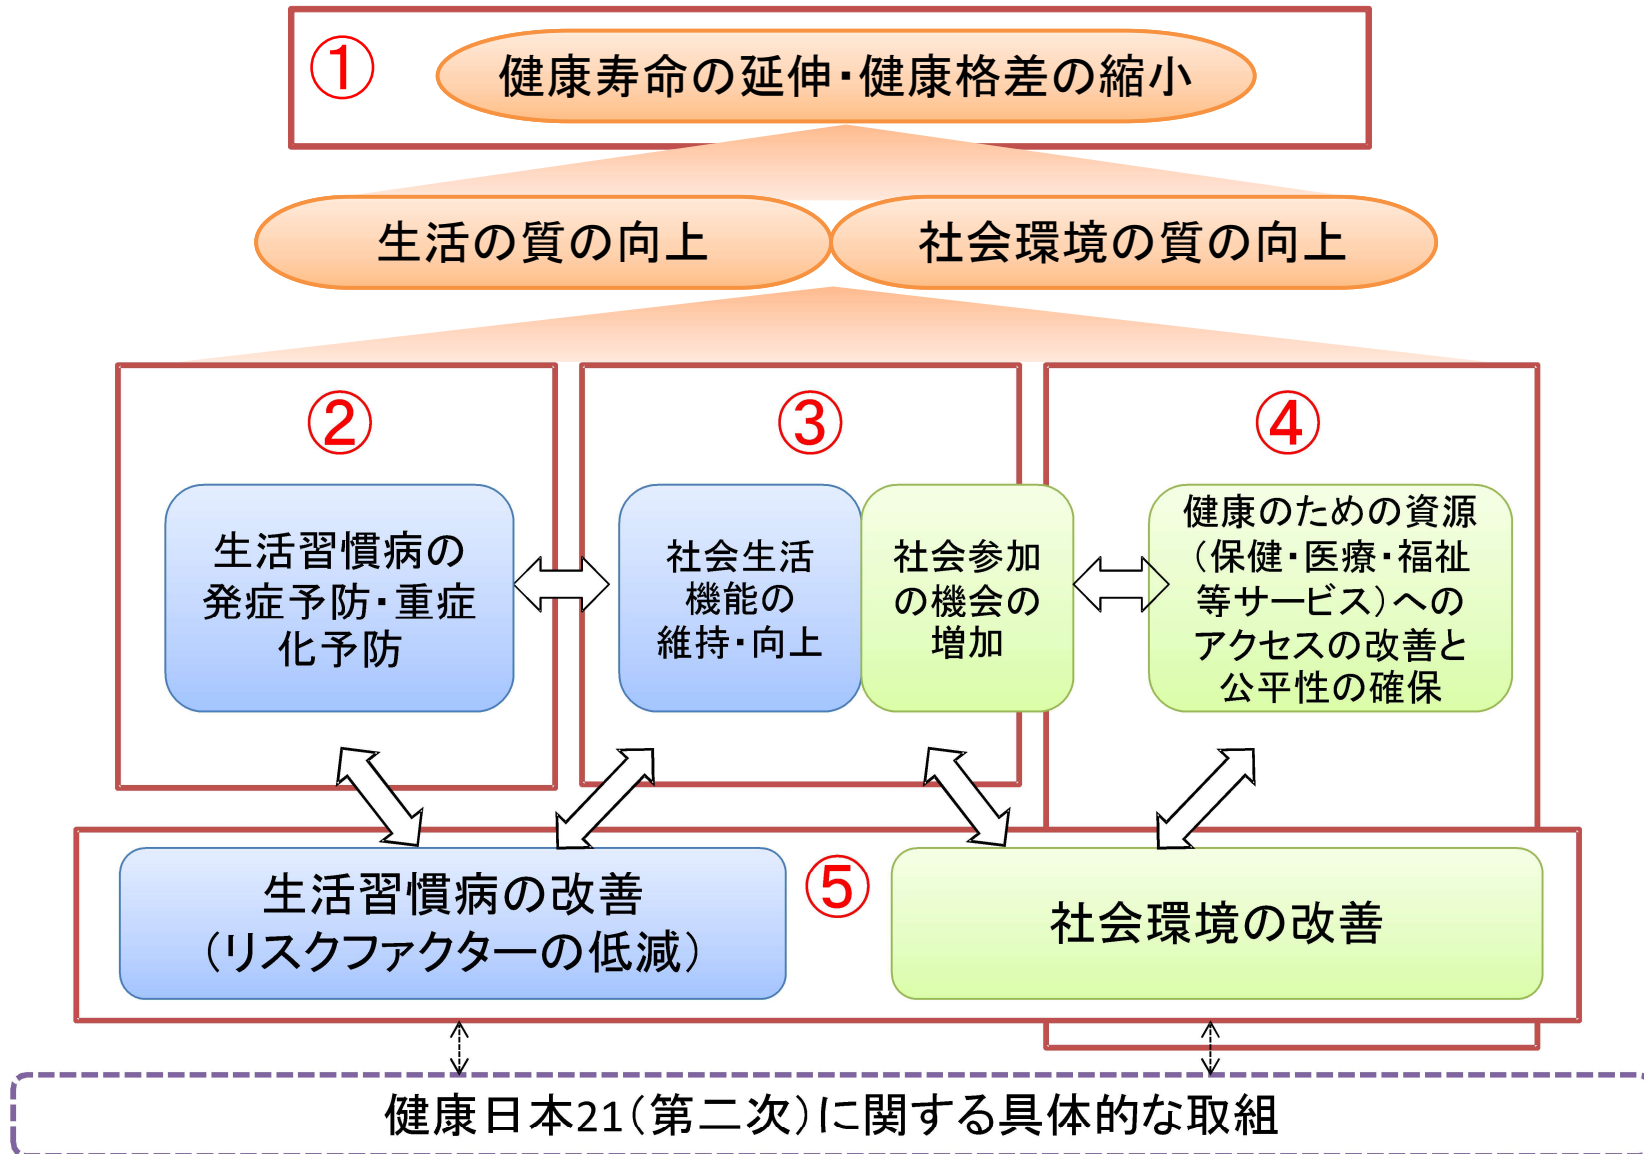 ①
健康寿命の延伸・健康格差の縮小
生活の質の向上
社会環境の質の向上
②
生活習慣病の
発症予防・重症
化予防
③
社会生活
機能の
維持・向上
社会参加
の機会の
増加
④
健康のための資源
（保健・医療・福祉
等サービス）への
アクセスの改善と
公平性の確保
生活習慣病の改善
（リスクファクターの低減）
⑤
社会環境の改善
健康日本21（第二次）に関する具体的な取組